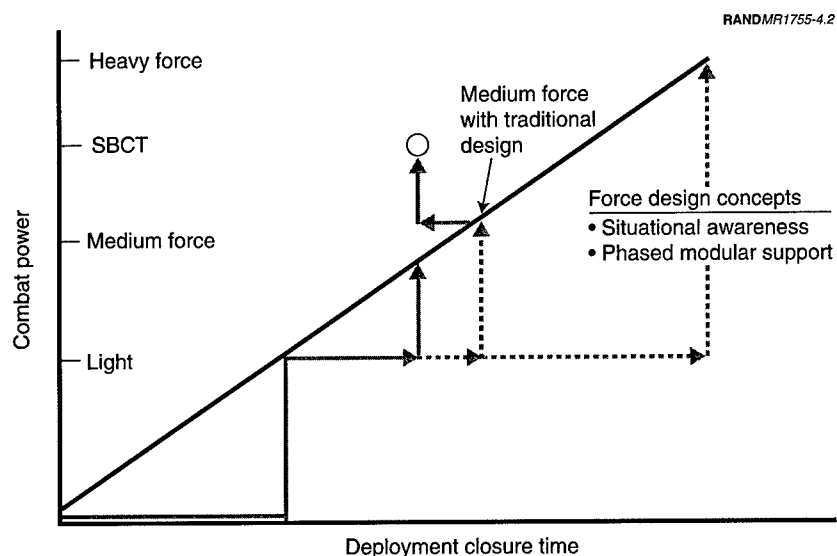 RANDMR1755-4.2
Heavy force
SBCT
Medium force
Light
Combat power
Medium force
with traditional
design
Force design concepts
• Situational awareness
• Phased modular support
Deployment closure time